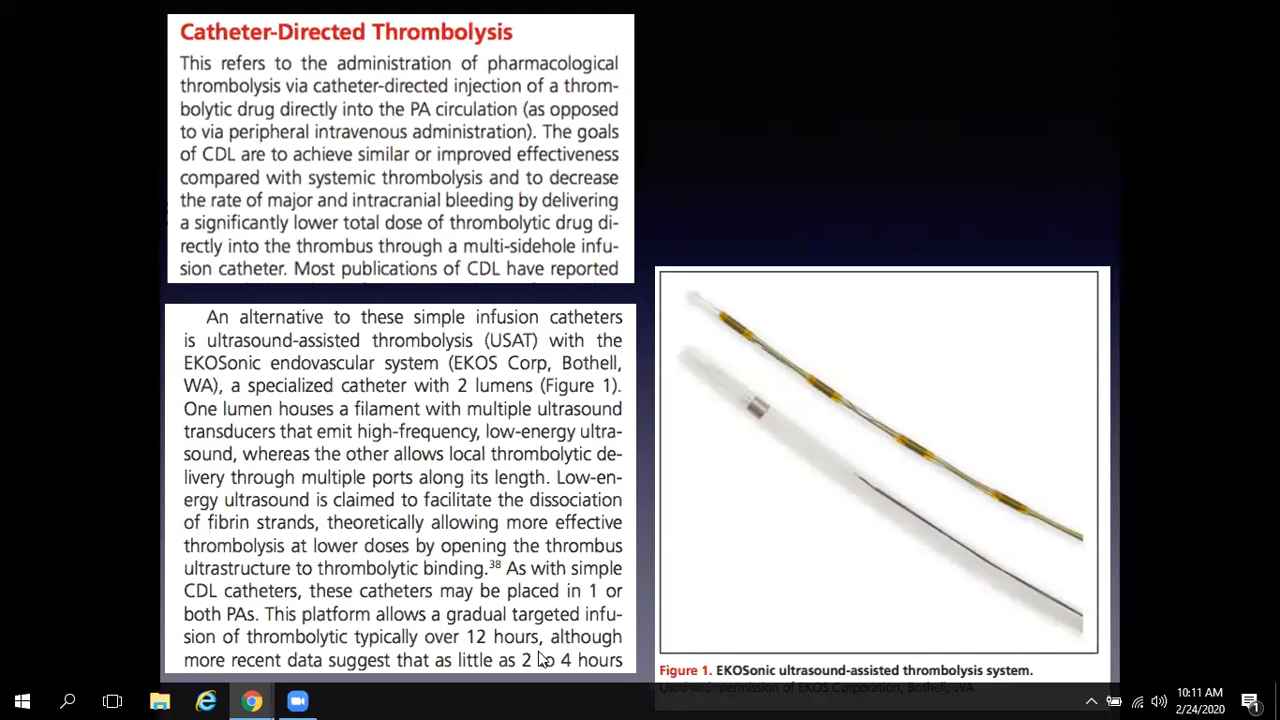 Catheter-Directed Thrombolysis
This refers to the administration of pharmacological
thrombolysis via catheter-directed injection of a throm-
bolytic drug directly into the PA circulation (as opposed
to via peripheral intravenous administration). The goals
of CDL are to achieve similar or improved effectiveness
compared with systemic thrombolysis and to decrease
the rate of major and intracranial bleeding by delivering
a significantly lower total dose of thrombolytic drug di-
rectly into the thrombus through a multi-sidehole infu-
sion catheter. Most publications of CDL have reported
An alternative to these simple infusion catheters
is ultrasound-assisted thrombolysis (USAT) with the
EKOSonic endovascular system (EKOS Corp, Bothell,
WA), a specialized catheter with 2 lumens (Figure 1).
One lumen houses a filament with multiple ultrasound
transducers that emit high-frequency, low-energy ultra-
sound, whereas the other allows local thrombolytic de-
livery through multiple ports along its length. Low-en-
ergy ultrasound is claimed to facilitate the dissociation
of fibrin strands, theoretically allowing more effective
thrombolysis at lower doses by opening the thrombus
ultrastructure to thrombolytic binding.38 As with simple
CDL catheters, these catheters may be placed in 1 or
both PAs. This platform allows a gradual targeted infu-
sion of thrombolytic typically over 12 hours, although
more recent data suggest that as little as 2 to 4 hours
Figure 1. EKOSonic ultrasound-assisted thrombolysis system.
Used with permission of EKOS Corporation, Bothell, WA
10:11 AM
2/24/2020
1